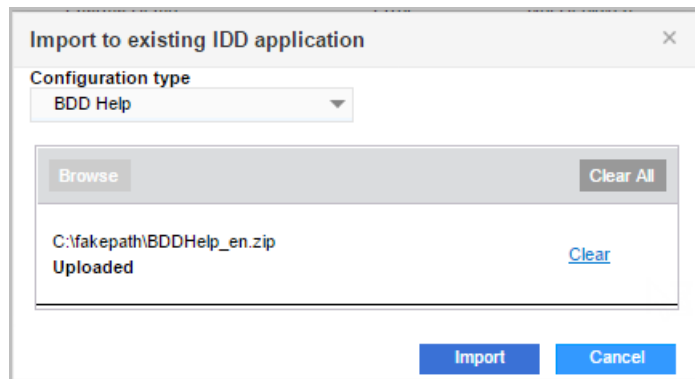 Import to existing IDD application
Configuration type
BDD Help
Browse
Clear All
C:\fakepath\BDDHelp_en.zip
Clear
Uploaded
Import
Cancel